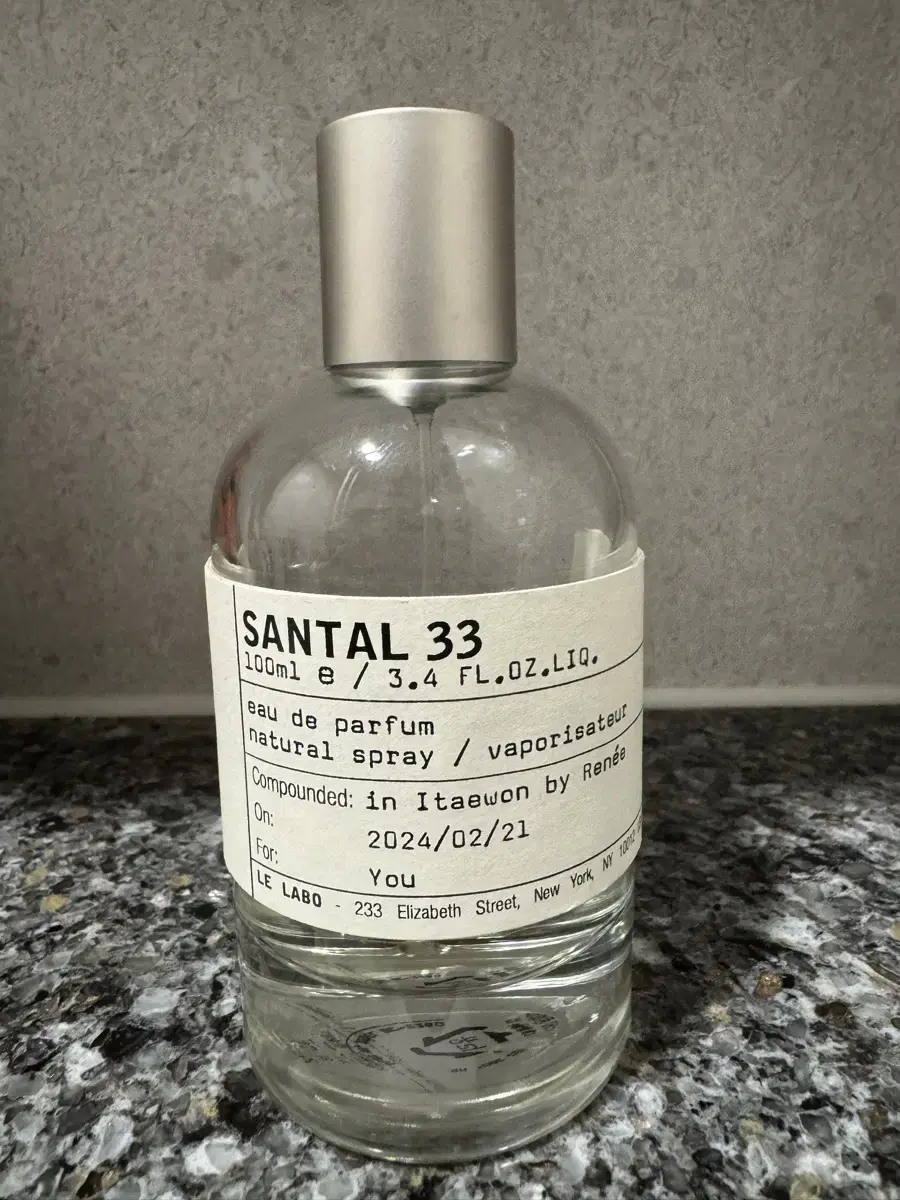 SANTAL 33
100ml e / 3.4 FL.OZ.LIQ.
eau de parfum
natural spray / vaporisateur
Compounded: in Itaewon by Renée
On: 2024/02/21
For: You
LE LABO - 233 Elizabeth Street, New York, NY 10012